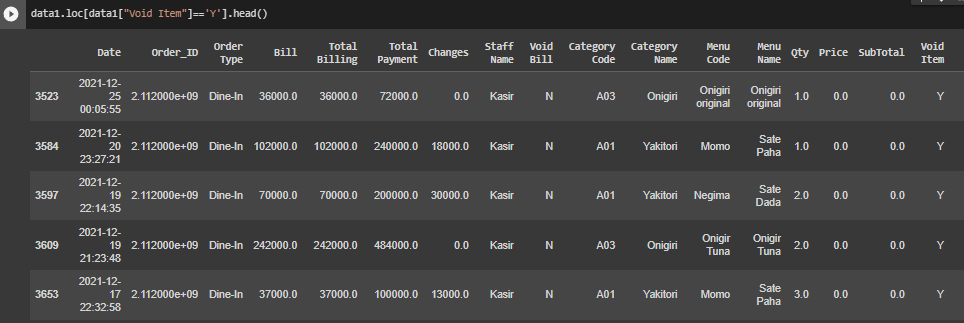 data1.loc[data1["Void Item"]=='Y'].head()
Date Order_ID Order Type Bill Total Billing Total Payment Changes Staff Name Void Bill Category Code Category Name Menu Code Menu Name Qty Price SubTotal Void Item
3523 2021-12-25 00:05:55 2.112000e+09 Dine-In 36000.0 36000.0 72000.0 0.0 Kasir N A03 Onigiri Onigiri original Onigiri original 1.0 0.0 0.0 Y
3584 2021-12-20 23:27:21 2.112000e+09 Dine-In 102000.0 102000.0 240000.0 18000.0 Kasir N A01 Yakitori Momo Sate Paha 1.0 0.0 0.0 Y
3597 2021-12-19 22:14:35 2.112000e+09 Dine-In 70000.0 70000.0 200000.0 30000.0 Kasir N A01 Yakitori Negima Sate Dada 2.0 0.0 0.0 Y
3609 2021-12-19 21:23:48 2.112000e+09 Dine-In 242000.0 242000.0 484000.0 0.0 Kasir N A03 Onigiri Onigir Tuna Onigir Tuna 2.0 0.0 0.0 Y
3653 2021-12-17 22:32:58 2.112000e+09 Dine-In 37000.0 37000.0 100000.0 13000.0 Kasir N A01 Yakitori Momo Sate Paha 3.0 0.0 0.0 Y